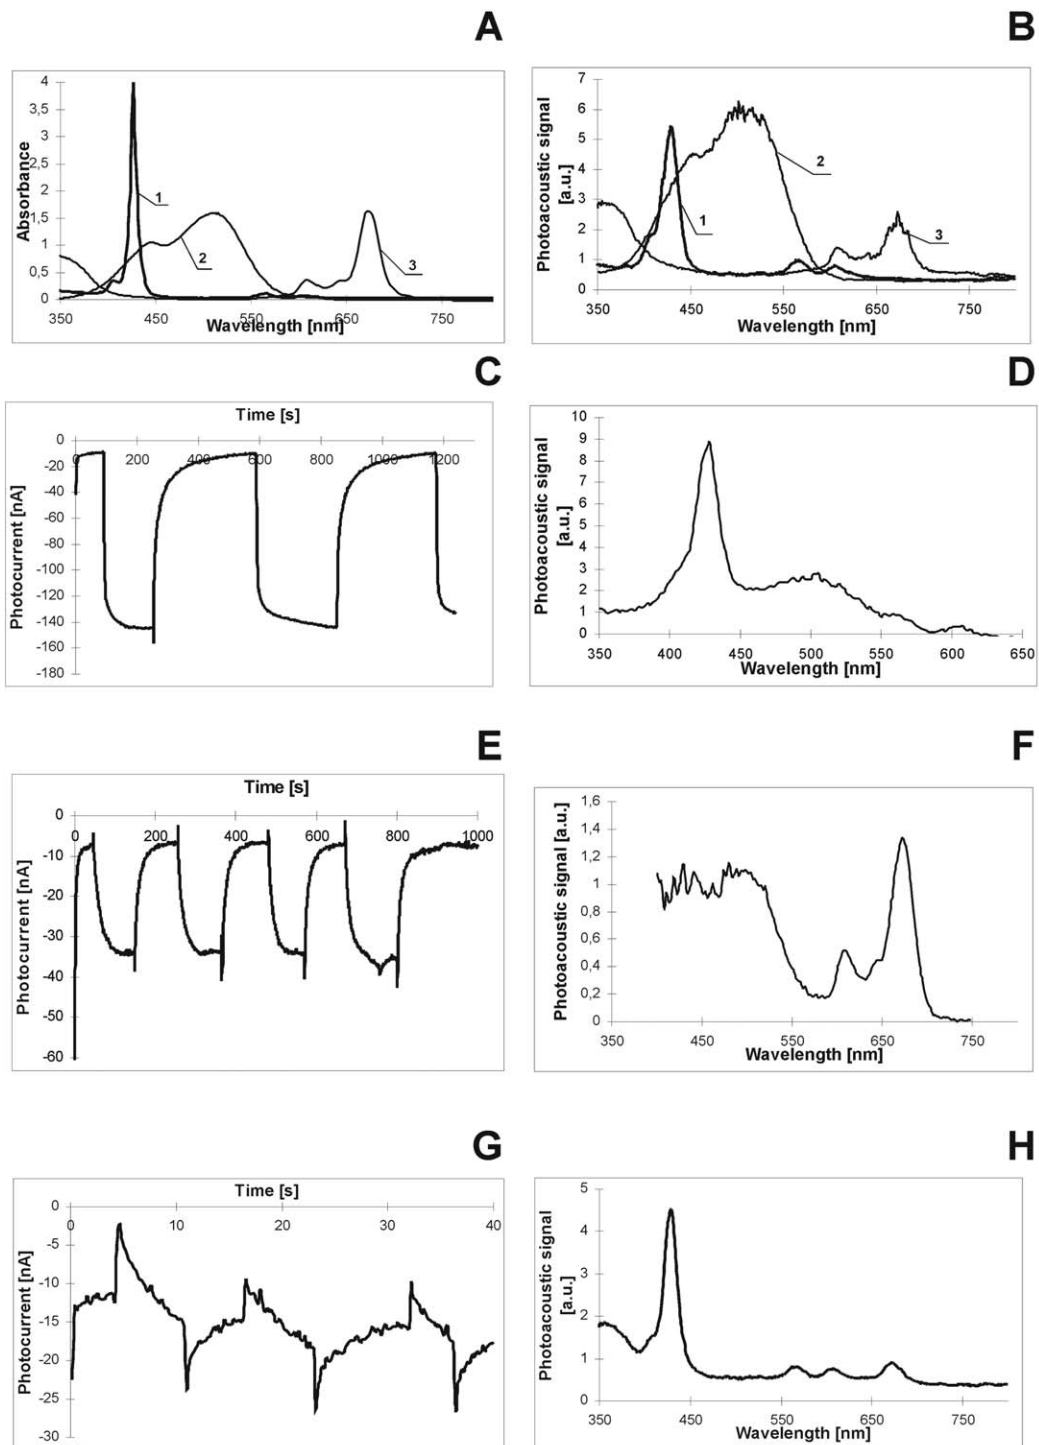 A
Absorbance
4
3,5
3
2,5
2
1,5
1
0,5
0
1
2
3
350 450 550 650 750
Wavelength [nm]
B
Photoacoustic signal
[a.u.]
7
6
5
4
3
2
1
0
2
1
3
350 450 550 650 750
Wavelength [nm]
C
Time [s]
0 200 400 600 800 1000 1200
Photocurrent [nA]
0
-20
-40
-60
-80
-100
-120
-140
-160
-180
D
Photoacoustic signal
[a.u.]
10
9
8
7
6
5
4
3
2
1
0
350 400 450 500 550 600 650
Wavelength [nm]
E
Time [s]
0 200 400 600 800 1000
Photocurrent [nA]
0
-10
-20
-30
-40
-50
-60
F
Photoacoustic signal [a.u.]
1,6
1,4
1,2
1
0,8
0,6
0,4
0,2
0
350 450 550 650 750
Wavelength [nm]
G
Time [s]
0 10 20 30 40
Photocurrent [nA]
0
-5
-10
-15
-20
-25
-30
H
Photoacoustic signal
[a.u.]
5
4
3
2
1
0
350 450 550 650 750
Wavelength [nm]